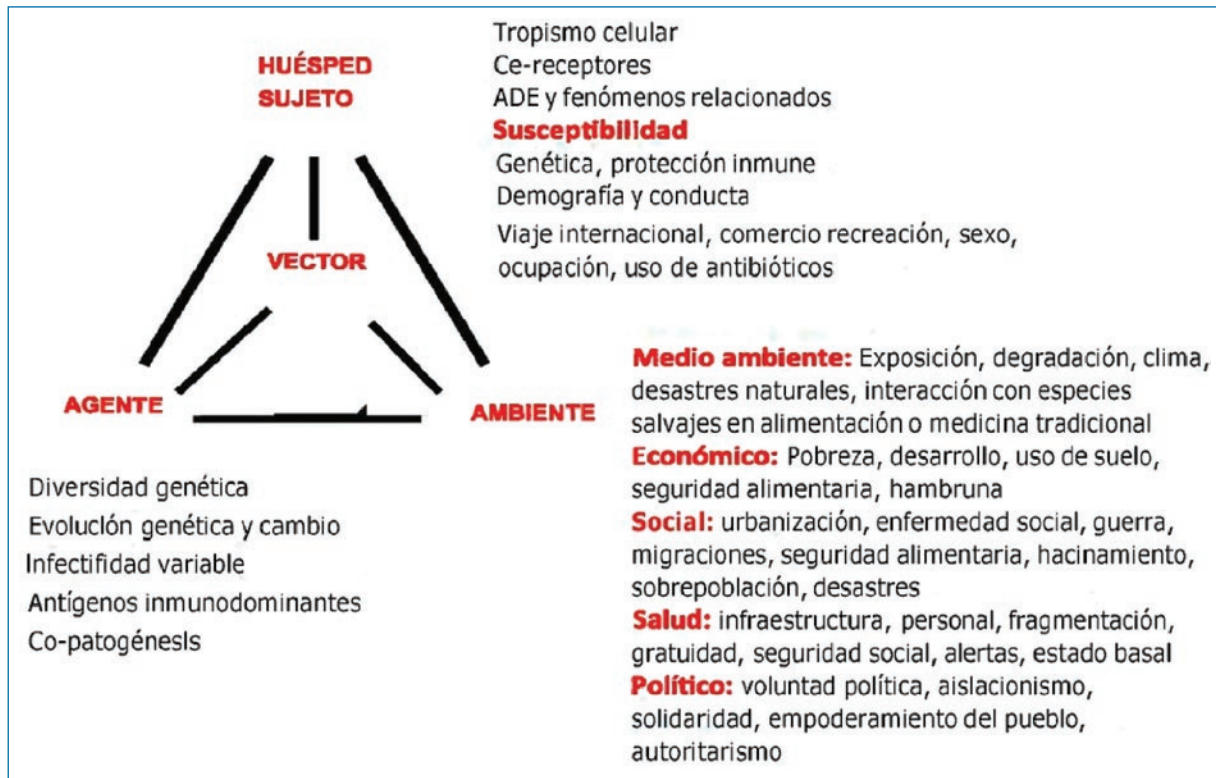 HUÉSPED
SUJETO
Tropismo celular
Ce-receptores
ADE y fenómenos relacionados
Susceptibilidad
Genética, protección inmune
Demografía y conducta
Viaje internacional, comercio recreación, sexo,
ocupación, uso de antibióticos
VECTOR
AGENTE
AMBIENTE
Diversidad genética
Evolución genética y cambio
Infectifidad variable
Antígenos inmunodominantes
Co-patogénesis
Medio ambiente: Exposición, degradación, clima,
desastres naturales, interacción con especies
salvajes en alimentación o medicina tradicional
Económico: Pobreza, desarrollo, uso de suelo,
seguridad alimentaria, hambruna
Social: urbanización, enfermedad social, guerra,
migraciones, seguridad alimentaria, hacinamiento,
sobrepoblación, desastres
Salud: infraestructura, personal, fragmentación,
gratuidad, seguridad social, alertas, estado basal
Político: voluntad política, aislacionismo,
solidaridad, empoderamiento del pueblo,
autoritarismo